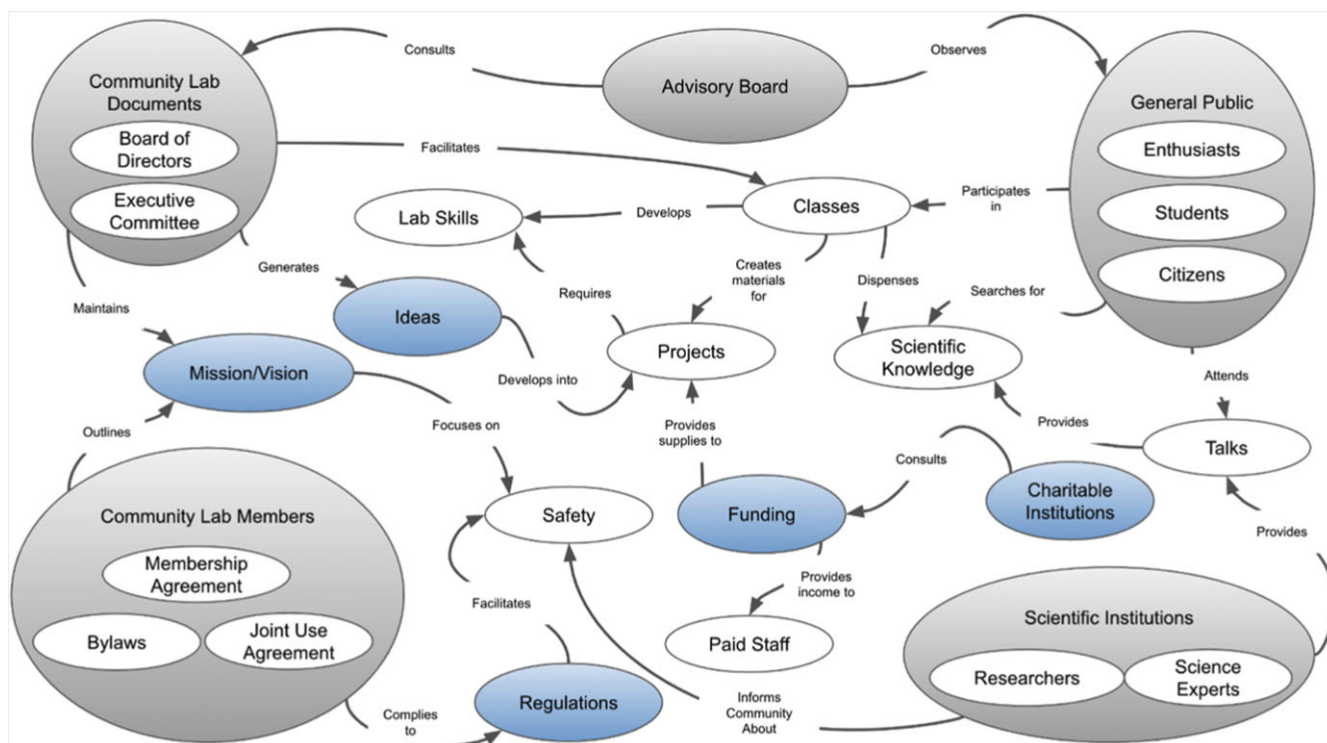 Consults
Advisory Board
Observes
Community Lab
Documents
Board of
Directors
Executive
Committee
General Public
Enthusiasts
Students
Citizens
Facilitates
Participates
in
Classes
Develops
Lab Skills
Generates
Creates
materials
for
Dispenses
Searches for
Requires
Maintains
Ideas
Projects
Scientific
Knowledge
Mission/Vision
Develops into
Attends
Outlines
Focuses on
Provides
supplies to
Provides
Talks
Consults
Charitable
Institutions
Community Lab Members
Safety
Funding
Provides
Membership
Agreement
Bylaws
Joint Use
Agreement
Facilitates
Provides
income to
Paid Staff
Scientific Institutions
Researchers
Science
Experts
Regulations
Informs
Community
About
Complies
to